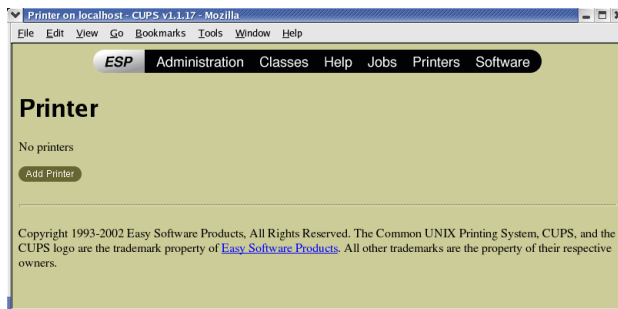 Printer on localhost - CUPS v1.1.17 - Mozilla
File Edit View Go Bookmarks Tools Window Help
ESP Administration Classes Help Jobs Printers Software
Printer
No printers
Add Printer
Copyright 1993-2002 Easy Software Products, All Rights Reserved. The Common UNIX Printing System, CUPS, and the
CUPS logo are the trademark property of Easy Software Products. All other trademarks are the property of their respective
owners.